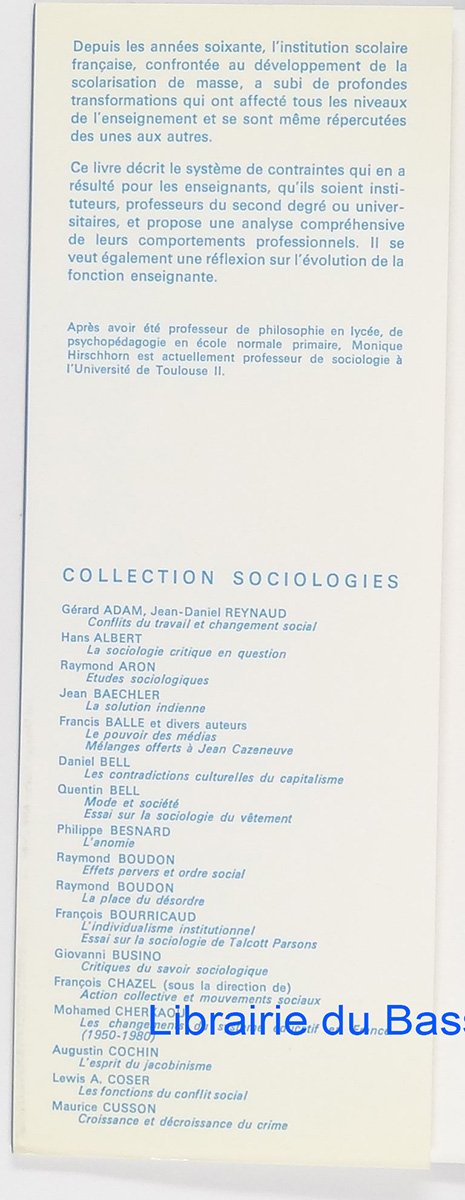 Depuis les années soixante, l'institution scolaire
française, confrontée au développement de la
scolarisation de masse, a subi de profondes
transformations qui ont affecté tous les niveaux
de l'enseignement et se sont même répercutées
des unes aux autres.
Ce livre décrit le système de contraintes qui en a
résulté pour les enseignants, qu'ils soient insti-
tuteurs, professeurs du second degré ou univer-
sitaires, et propose une analyse compréhensive
de leurs comportements professionnels. Il se
veut également une réflexion sur l'évolution de la
fonction enseignante.
Après avoir été professeur de philosophie en lycée, de
psychopédagogie en école normale primaire, Monique
Hirschhorn est actuellement professeur de sociologie à
l'Université de Toulouse II.
COLLECTION SOCIOLOGIES
Gérard ADAM, Jean-Daniel REYNAUD
Conflits du travail et changement social
Hans ALBERT
La sociologie critique en question
Raymond ARON
Etudes sociologiques
Jean BAECHLER
La solution indienne
Francis BALLE et divers auteurs
Le pouvoir des médias
Mélanges offerts à Jean Cazeneuve
Daniel BELL
Les contradictions culturelles du capitalisme
Quentin BELL
Mode et société
Essai sur la sociologie du vêtement
Philippe BESNARD
L'anomie
Raymond BOUDON
Effets pervers et ordre social
Raymond BOUDON
La place du désordre
François BOURRICAUD
L'individualisme institutionnel
Essai sur la sociologie de Talcott Parsons
Giovanni BUSINO
Critiques du savoir sociologique
François CHAZEL (sous la direction de)
Action collective et mouvements sociaux
Mohamed CHERKAOUI
Les changements du système éducatif en France
(1950-1980)
Librairie du Bass
Augustin COCHIN
L'esprit du jacobinisme
Lewis A. COSER
Les fonctions du conflit social
Maurice CUSSON
Croissance et décroissance du crime